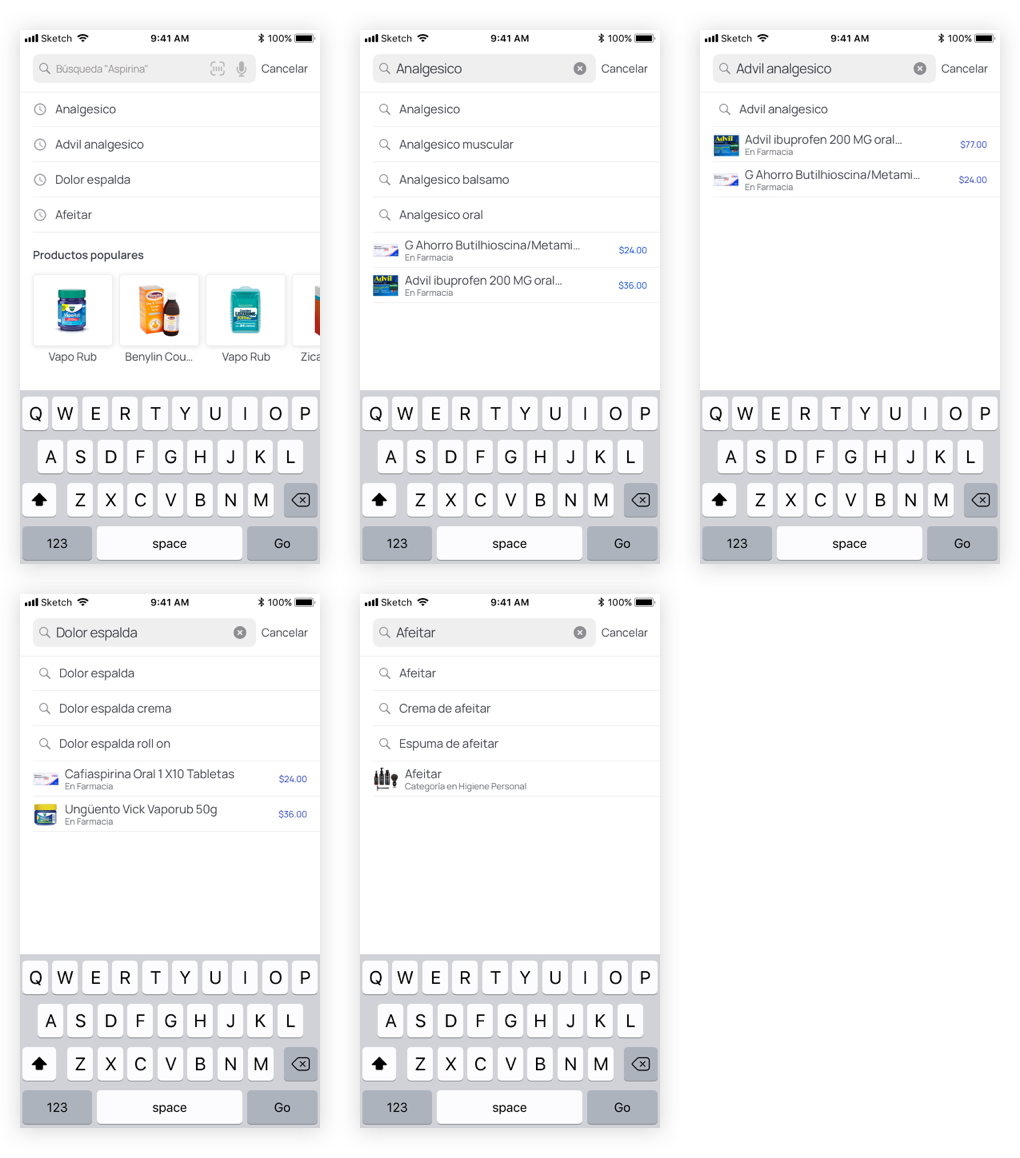 Sketch 9:41 AM 100%
Búsqueda "Aspirina" Cancelar
Analgesico
Advil analgesico
Dolor espalda
Afeitar
Productos populares
Vapo Rub Benylin Cou... Vapo Rub Zica
Q W E R T Y U I O P
A S D F G H J K L
Z X C V B N M
123 space Go
Sketch 9:41 AM 100%
Analgesico Cancelar
Analgesico
Analgesico muscular
Analgesico balsamo
Analgesico oral
G Ahorro Butilhioscina/Metami...
En Farmacia
$24.00
Advil
Advil ibuprofen 200 MG oral...
En Farmacia
$36.00
Q W E R T Y U I O P
A S D F G H J K L
Z X C V B N M
123 space Go
Sketch 9:41 AM 100%
Advil analgesico Cancelar
Advil analgesico
Advil
Advil ibuprofen 200 MG oral...
En Farmacia
$77.00
G Ahorro Butilhioscina/Metami...
En Farmacia
$24.00
Q W E R T Y U I O P
A S D F G H J K L
Z X C V B N M
123 space Go
Sketch 9:41 AM 100%
Dolor espalda Cancelar
Dolor espalda
Dolor espalda crema
Dolor espalda roll on
Cafiaspirina Oral 1 X10 Tabletas
En Farmacia
$24.00
Ungüento Vick Vaporub 50g
En Farmacia
$36.00
Q W E R T Y U I O P
A S D F G H J K L
Z X C V B N M
123 space Go
Sketch 9:41 AM 100%
Afeitar Cancelar
Afeitar
Crema de afeitar
Espuma de afeitar
Afeitar
Categoría en Higiene Personal
Q W E R T Y U I O P
A S D F G H J K L
Z X C V B N M
123 space Go